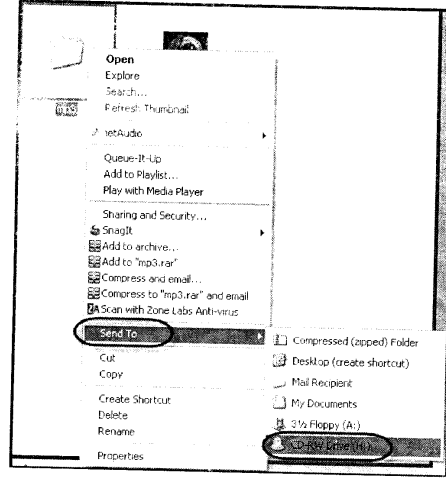 Open
Explore
Search...
Refresh Thumbnail
netAudio
Queue-It-Up
Add to Playlist...
Play with Media Player
Sharing and Security...
SnagIt
Add to archive...
Add to "mp3.rar"
Compress and email...
Compress to "mp3.rar" and email
Scan with Zone Labs Anti-virus
Send To
Cut
Copy
Create Shortcut
Delete
Rename
Properties
Compressed (zipped) Folder
Desktop (create shortcut)
Mail Recipient
My Documents
3½ Floppy (A:)
CD-RW Drive (H:)